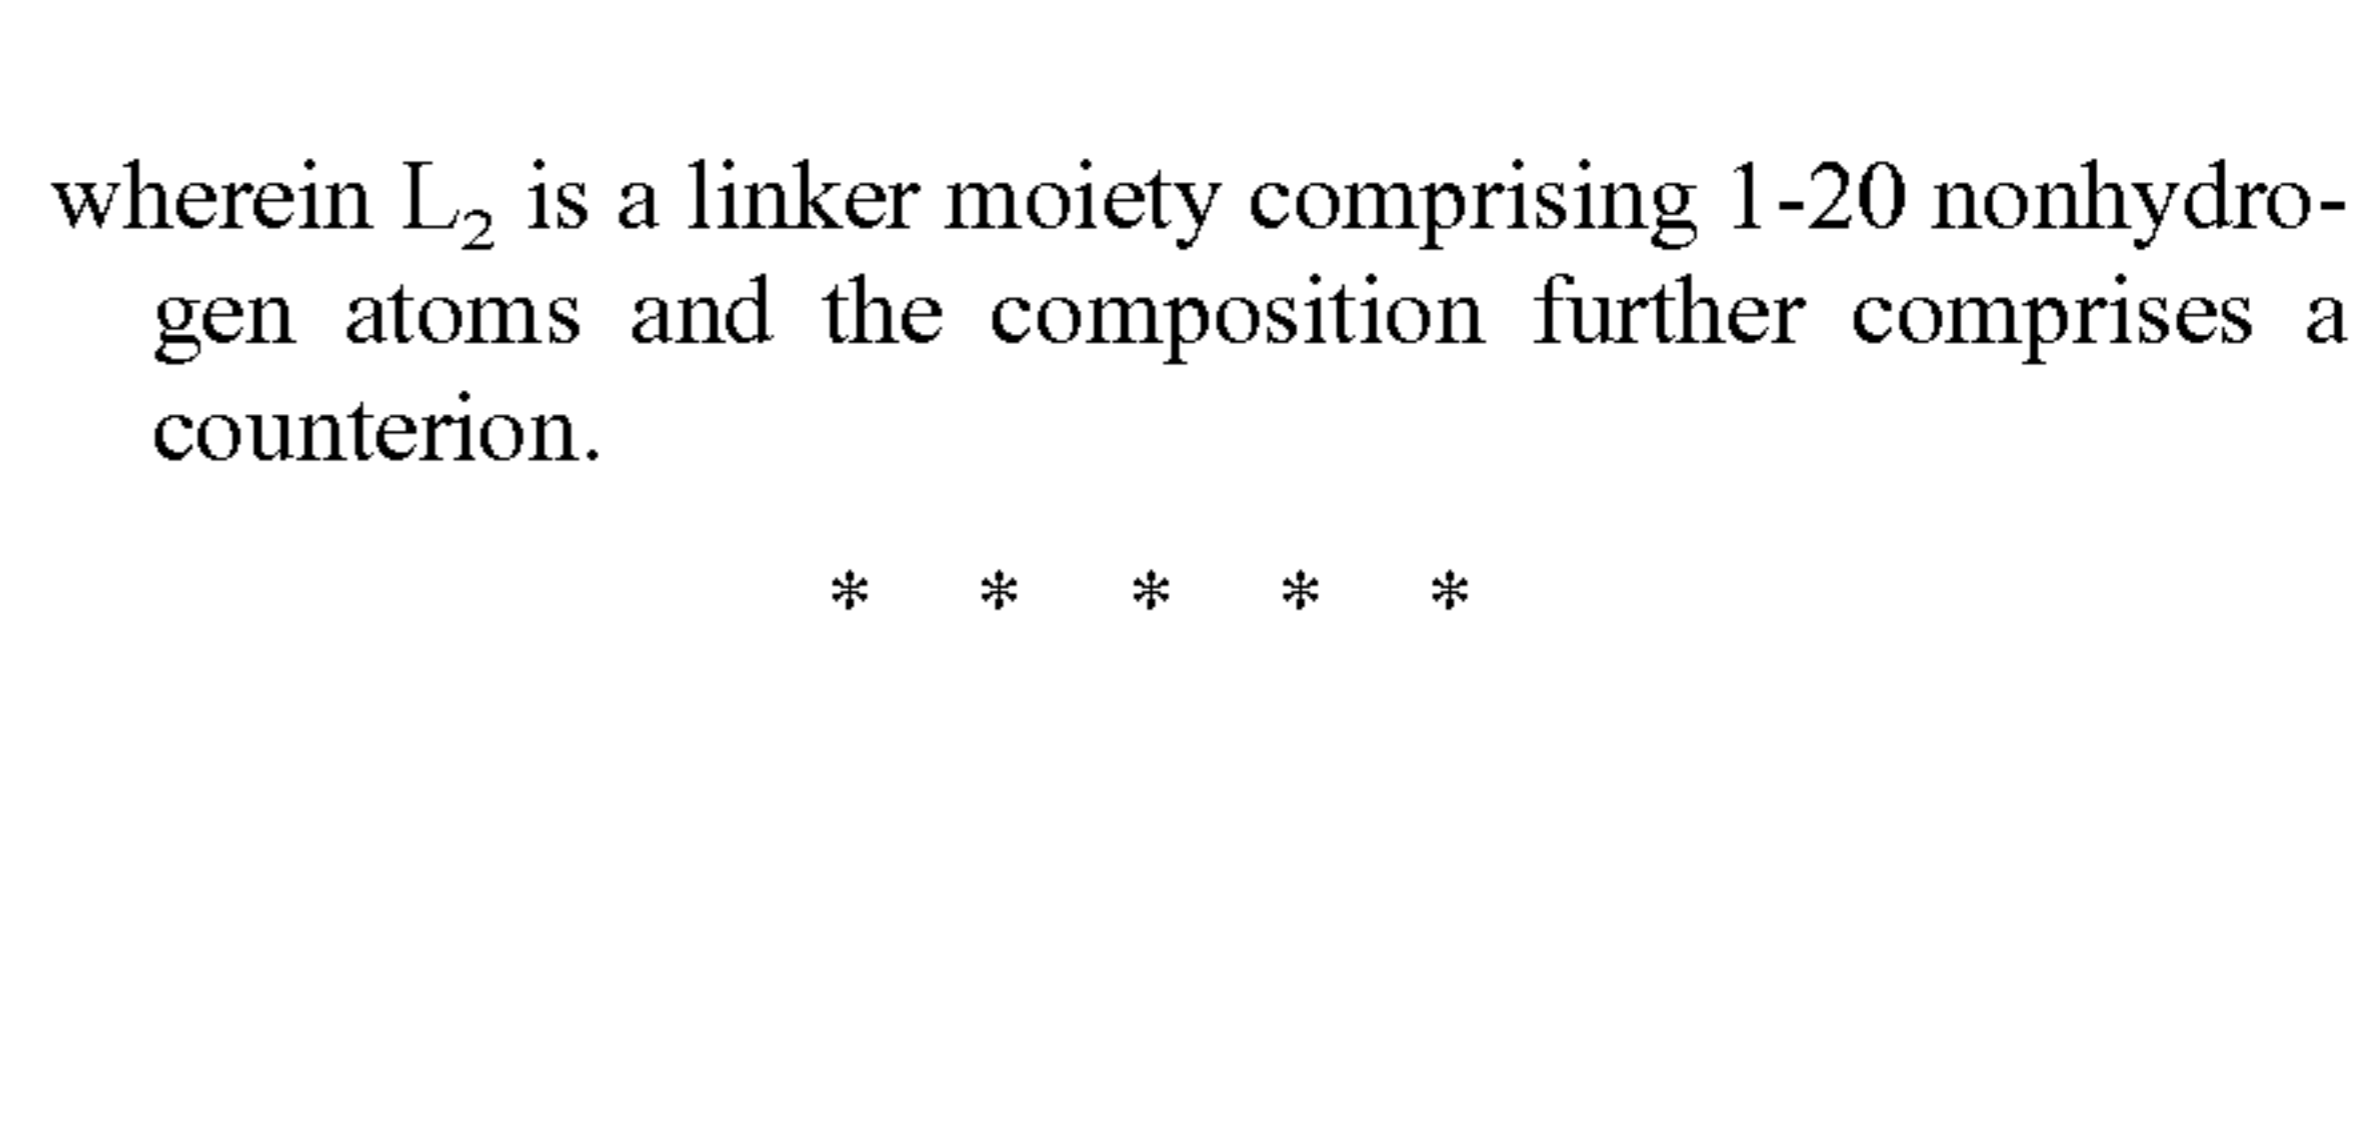 wherein L₂ is a linker moiety comprising 1-20 nonhydro-
gen atoms and the composition further comprises a
counterion.
* * * * *